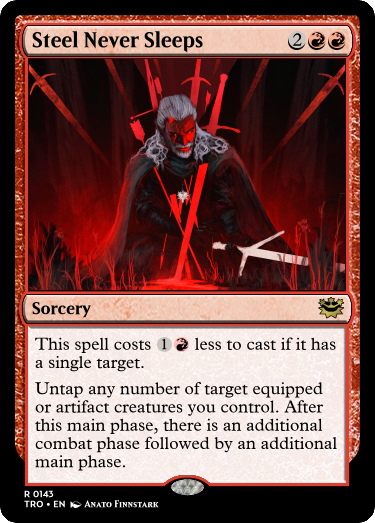 Steel Never Sleeps 2
Sorcery
This spell costs 1 less to cast if it has
a single target.
Untap any number of target equipped
or artifact creatures you control. After
this main phase, there is an additional
combat phase followed by an additional
main phase.
R 0143
TRO • EN Anato Finnstark